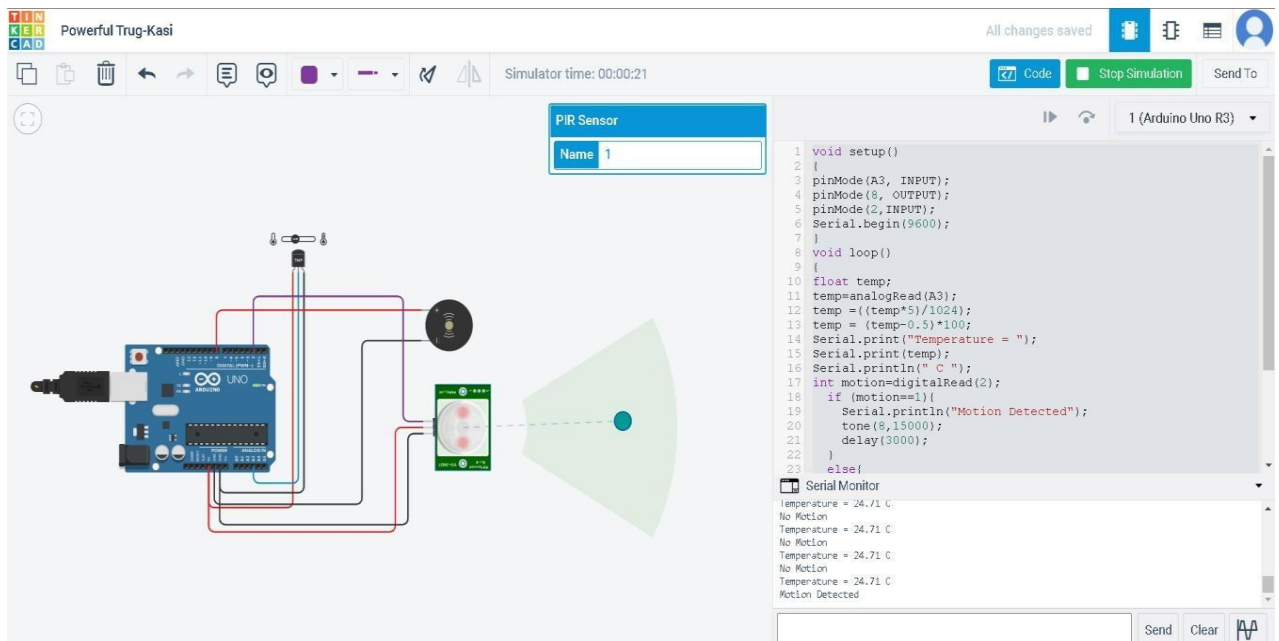 TIN
KER
CAD
Powerful Trug-Kasi
All changes saved
Simulator time: 00:00:21
Code
Stop Simulation
Send To
PIR Sensor
Name 1
1 (Arduino Uno R3)
1 void setup()
2 {
3 pinMode(A3, INPUT);
4 pinMode(8, OUTPUT);
5 pinMode(2,INPUT);
6 Serial.begin(9600);
7 }
8 void loop()
9 {
10 float temp;
11 temp=analogRead(A3);
12 temp =((temp*5)/1024);
13 temp = (temp-0.5)*100;
14 Serial.print("Temperature = ");
15 Serial.print(temp);
16 Serial.println(" C ");
17 int motion=digitalRead(2);
18 if (motion==1){
19 Serial.println("Motion Detected");
20 tone(8,15000);
21 delay(3000);
22 }
23 else{
TMP
DIGITAL (PWM~)
UNO
ARDUINO
POWER
ANALOG IN
Serial Monitor
Temperature = 24.71 C
No Motion
Temperature = 24.71 C
No Motion
Temperature = 24.71 C
No Motion
Temperature = 24.71 C
Motion Detected
Send
Clear